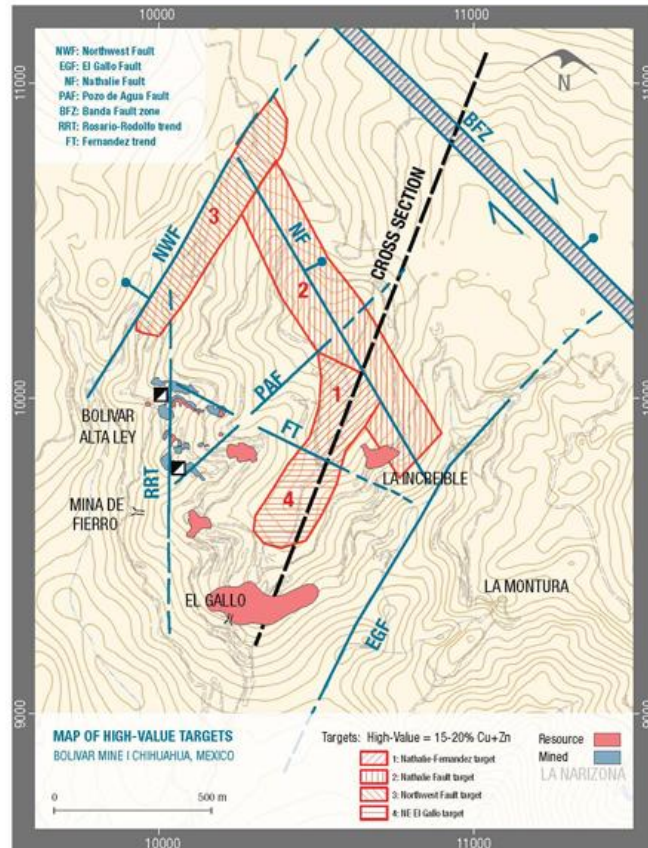 10000
11000
NWF: Northwest Fault
EGF: El Gallo Fault
NF: Nathalie Fault
PAF: Pozo de Agua Fault
BFZ: Banda Fault zone
RRT: Rosario-Rodolfo trend
FT: Fernandez trend
11000
11000
N
BFZ
CROSS SECTION
3
NWF
NF
2
10000
10000
PAF
1
BOLIVAR
ALTA LEY
FT
RRT
LA INCREIBLE
MINA DE
FIERRO
4
EL GALLO
LA MONTURA
EGF
9000
9000
MAP OF HIGH-VALUE TARGETS
BOLIVAR MINE I CHIHUAHUA, MEXICO
0
500 m
Targets: High-Value = 15-20% Cu+Zn
1: Nathalie-Fernandez target
2: Nathalie Fault target
3: Northwest Fault target
4: NE El Gallo target
Resource
Mined
LA NARIZONA
10000
11000